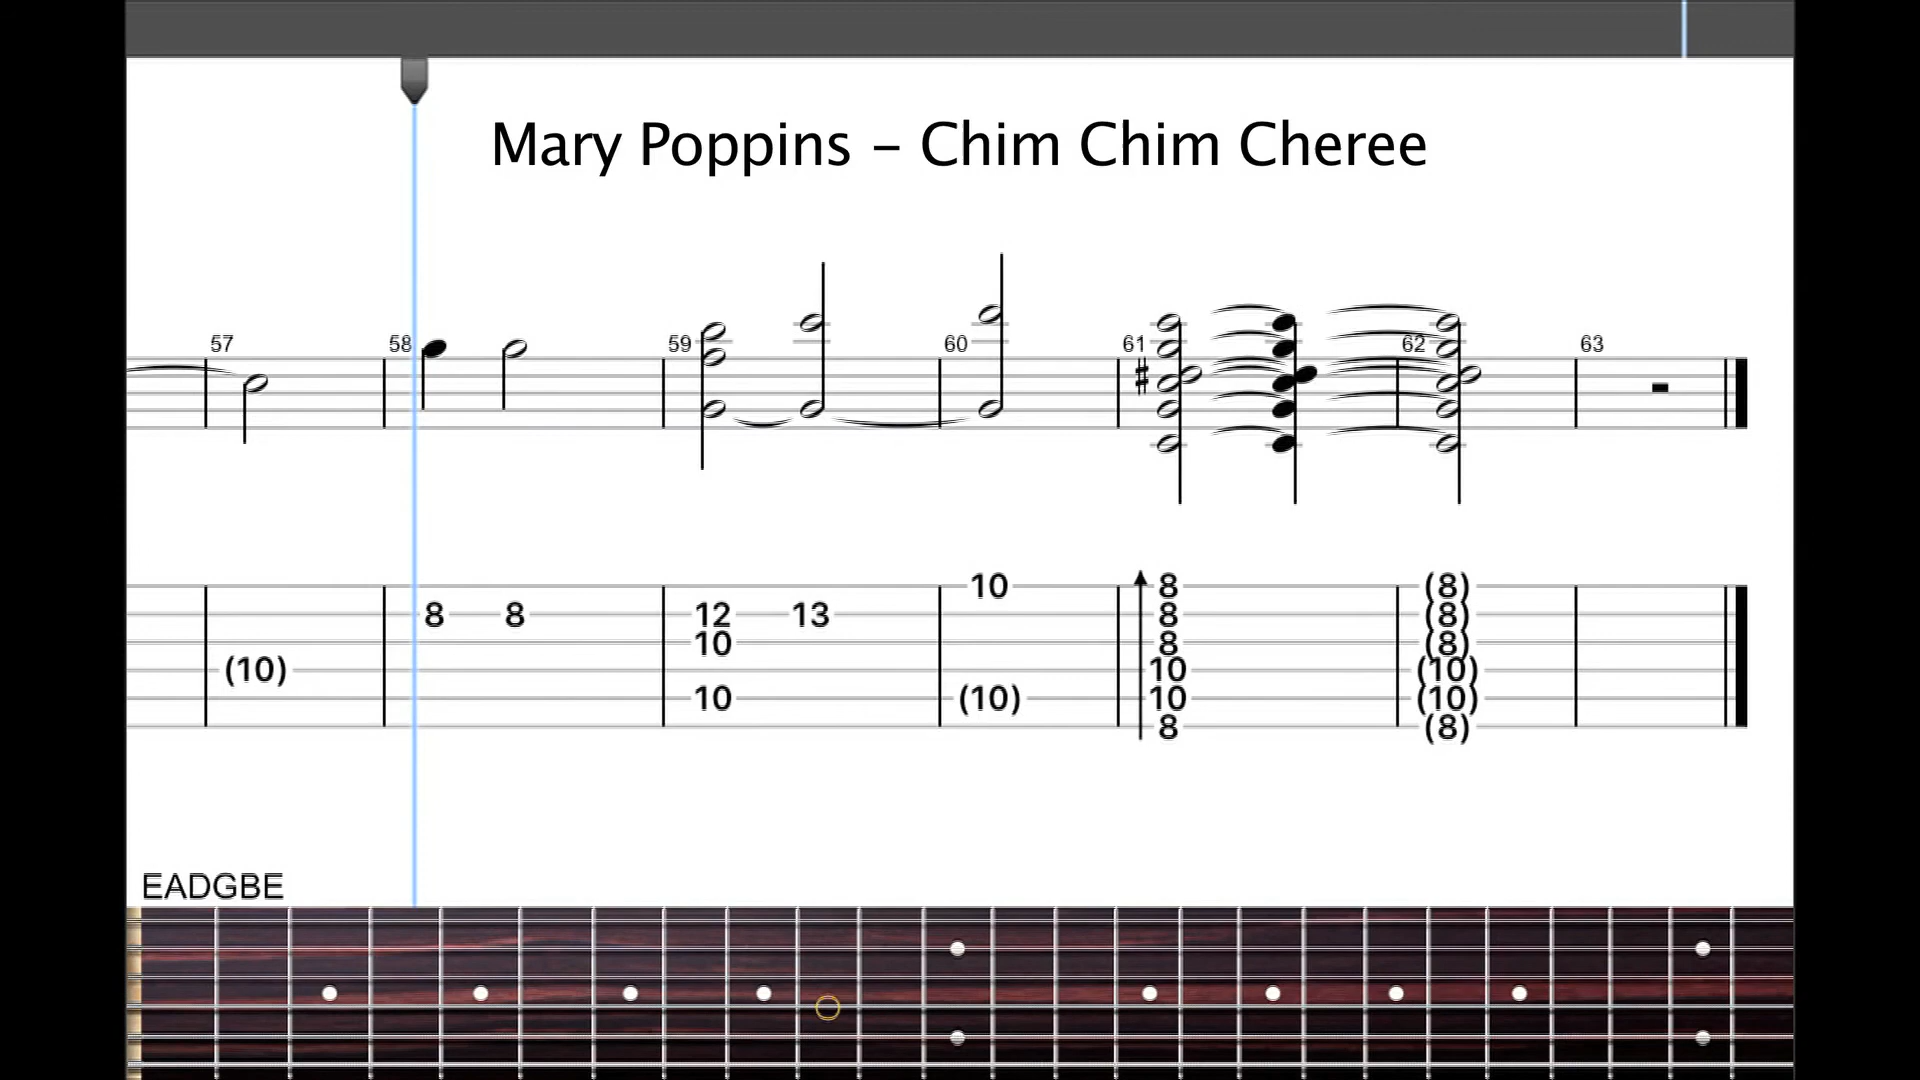 Mary Poppins – Chim Chim Cheree
57 58 59 60 61 62 63
10 8 (8)
8 8 12 13 8 (8)
10 8 (8)
(10) 10 (10)
10 (10) 10 (10)
8 (8)
EADGBE